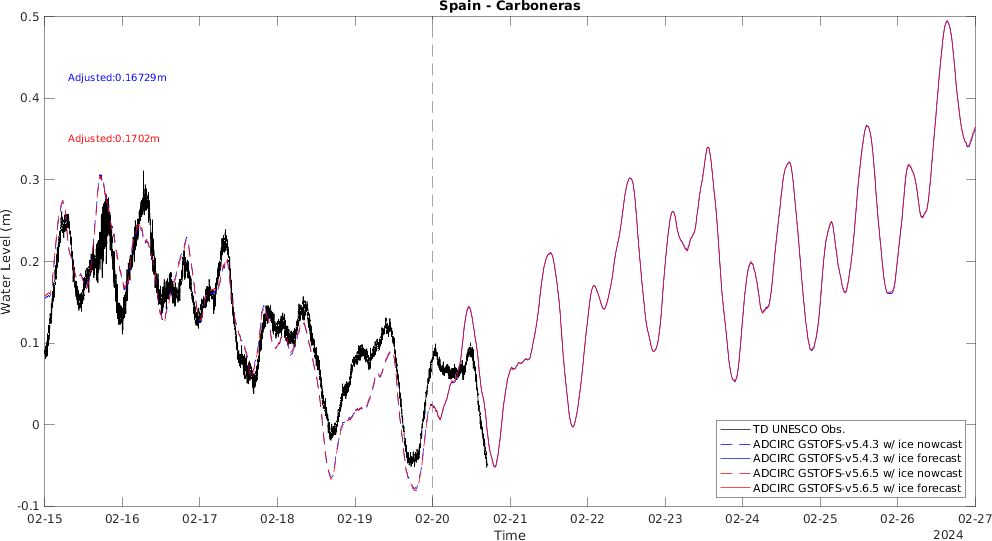 Spain - Carboneras
Water Level (m)
0.5
0.4
0.3
0.2
0.1
0
-0.1
Adjusted:0.16729m
Adjusted:0.1702m
TD UNESCO Obs.
ADCIRC GSTOFS-v5.4.3 w/ ice nowcast
ADCIRC GSTOFS-v5.4.3 w/ ice forecast
ADCIRC GSTOFS-v5.6.5 w/ ice nowcast
ADCIRC GSTOFS-v5.6.5 w/ ice forecast
02-15 02-16 02-17 02-18 02-19 02-20 02-21 02-22 02-23 02-24 02-25 02-26 02-27
Time
2024